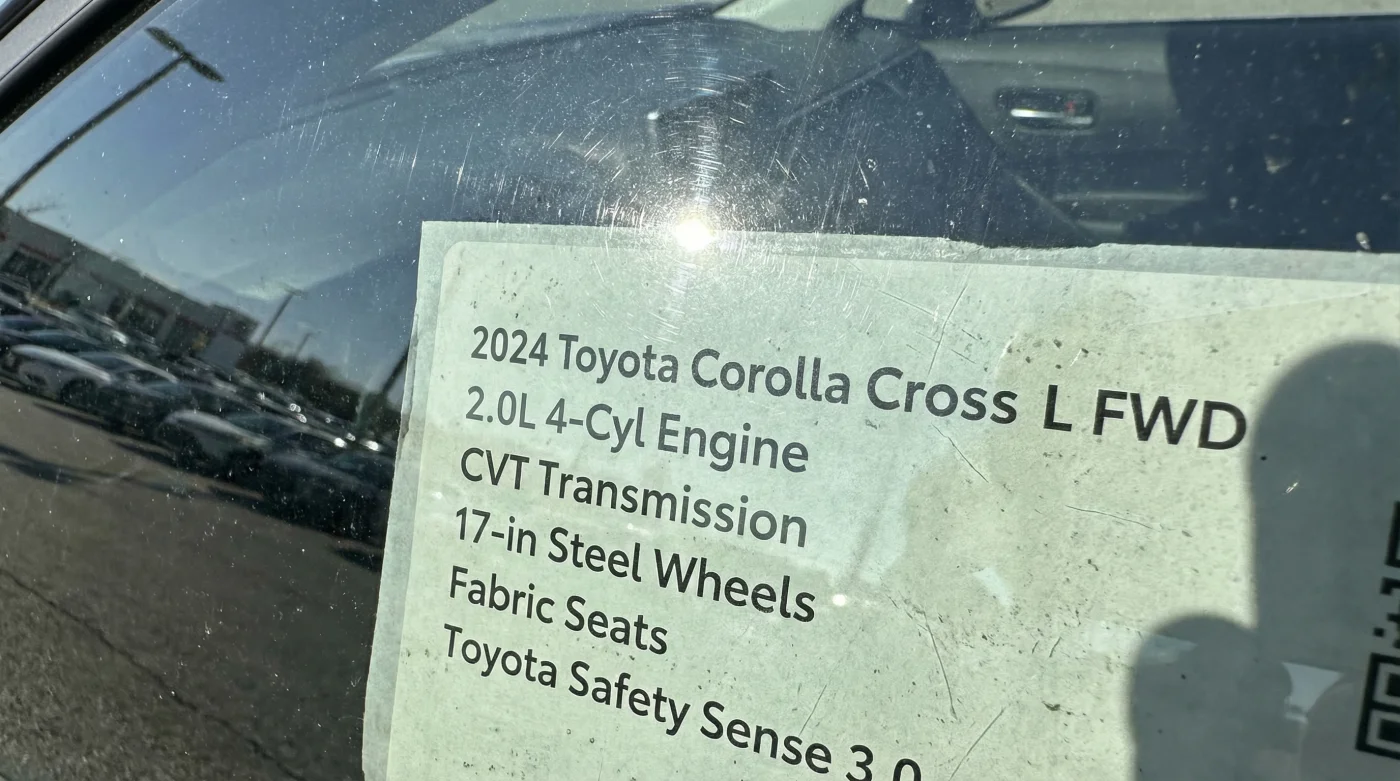 2024 Toyota Corolla Cross L FWD
2.0L 4-Cyl Engine
CVT Transmission
17-in Steel Wheels
Fabric Seats
Toyota Safety Sense 3.0